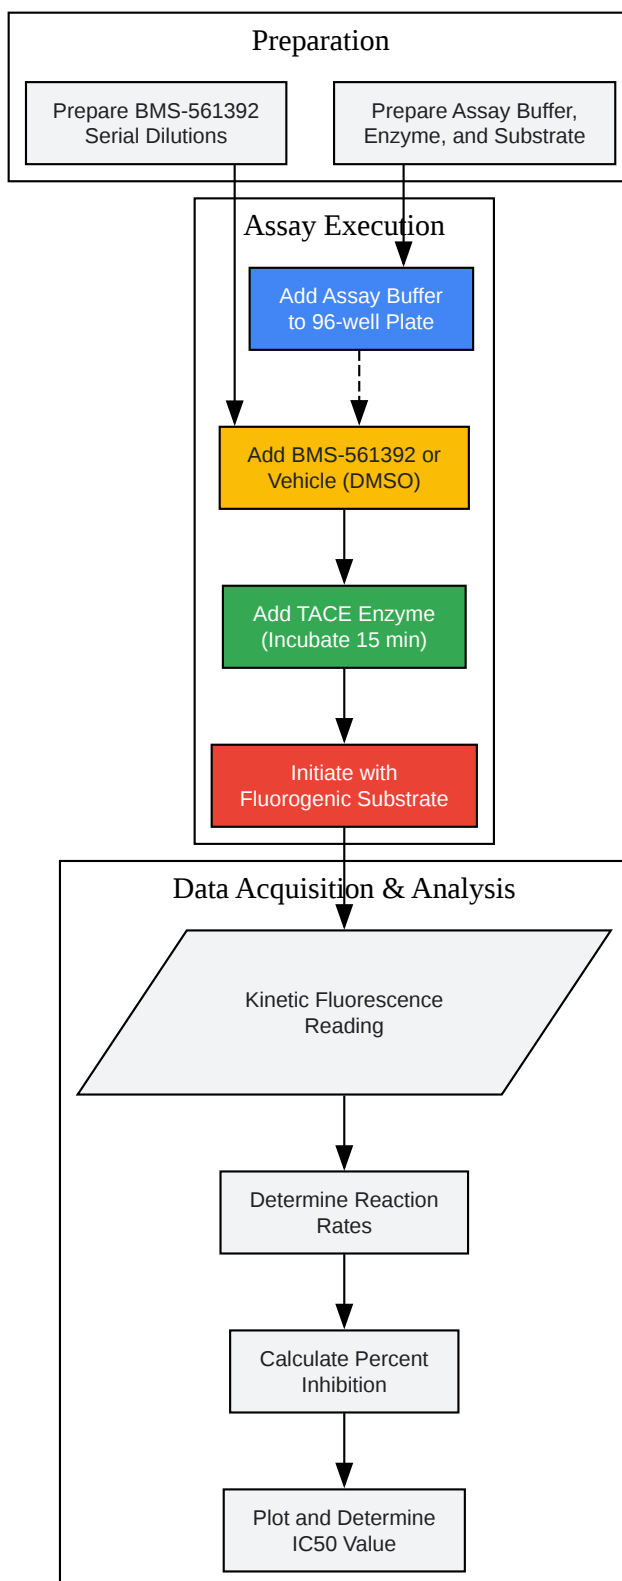 Preparation
Prepare BMS-561392
Serial Dilutions
Prepare Assay Buffer,
Enzyme, and Substrate
Assay Execution
Add Assay Buffer
to 96-well Plate
Add BMS-561392 or
Vehicle (DMSO)
Add TACE Enzyme
(Incubate 15 min)
Initiate with
Fluorogenic Substrate
Data Acquisition & Analysis
Kinetic Fluorescence
Reading
Determine Reaction
Rates
Calculate Percent
Inhibition
Plot and Determine
IC50 Value